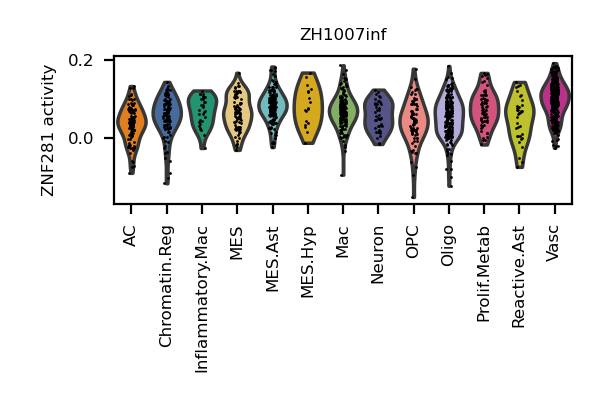 ZH1007inf
ZNF281 activity
0.2
0.0
AC
Chromatin.Reg
Inflammatory.Mac
MES
MES.Ast
MES.Hyp
Mac
Neuron
OPC
Oligo
Prolif.Metab
Reactive.Ast
Vasc